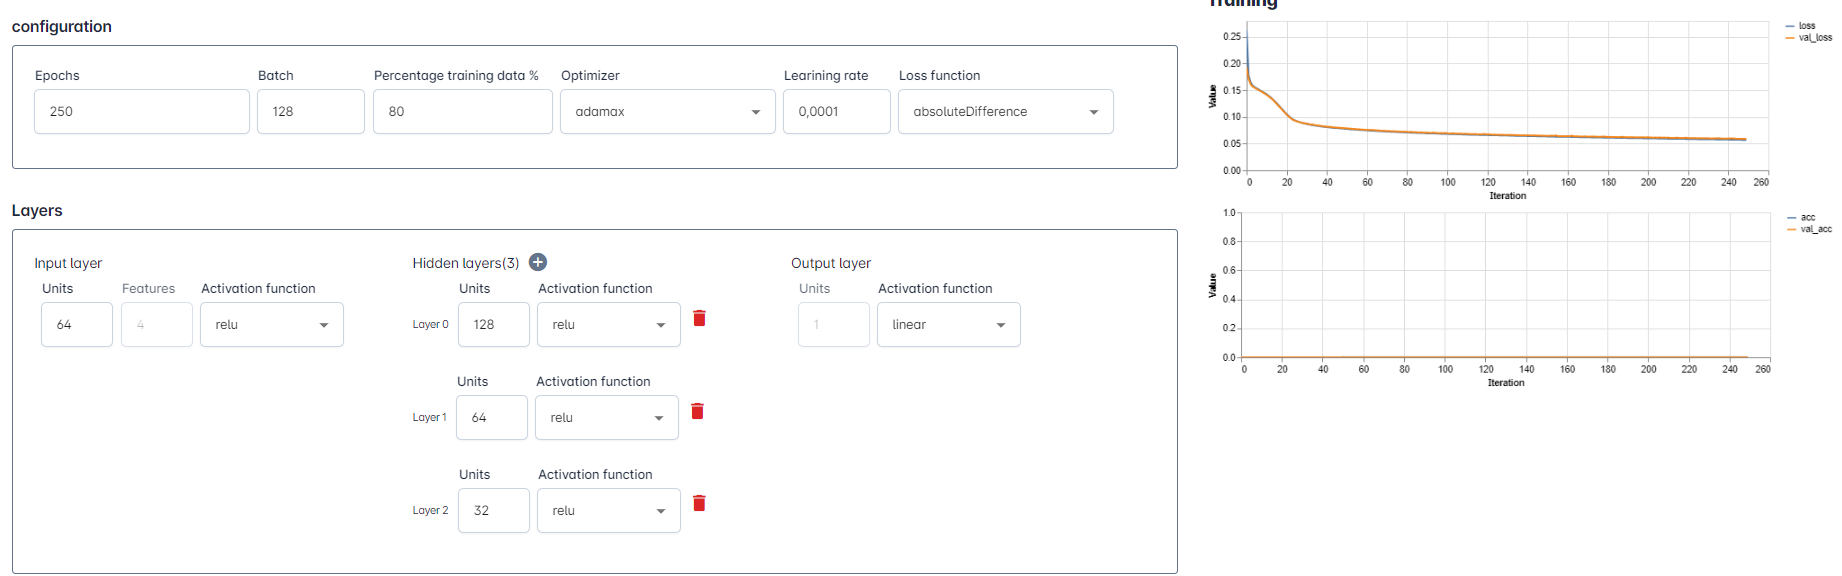 configuration
Epochs Batch Percentage training data % Optimizer Learining rate Loss function
250 128 80 adamax 0,0001 absoluteDifference
Layers
Input layer
Units Features Activation function
64 4 relu
Hidden layers(3)
Units Activation function
Layer 0 128 relu
Units Activation function
Layer 1 64 relu
Units Activation function
Layer 2 32 relu
Output layer
Units Activation function
1 linear
Training
loss
val_loss
Value
0.25
0.20
0.15
0.10
0.05
0.00
0 20 40 60 80 100 120 140 160 180 200 220 240 260
Iteration
acc
val_acc
Value
1.0
0.8
0.6
0.4
0.2
0.0
0 20 40 60 80 100 120 140 160 180 200 220 240 260
Iteration